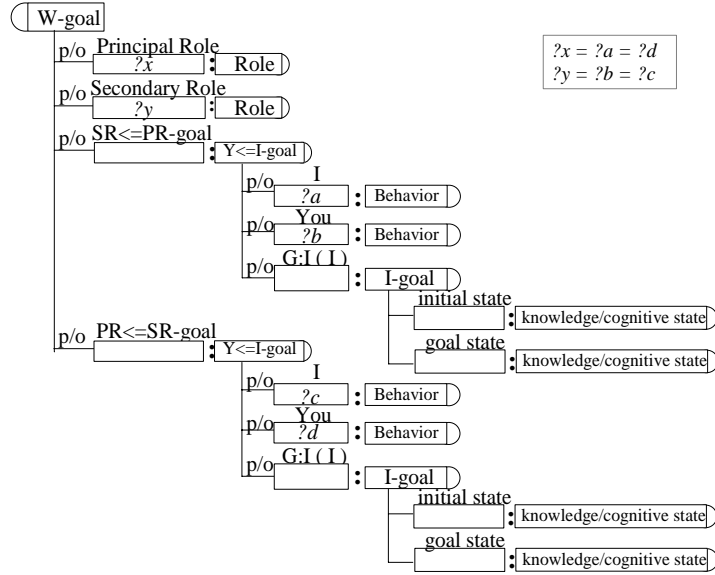 W-goal
p/o Principal Role
?x : Role
p/o Secondary Role
?y : Role
?x = ?a = ?d
?y = ?b = ?c
p/o SR<=PR-goal
: Y<=I-goal
p/o I
?a : Behavior
p/o You
?b : Behavior
p/o G:I ( I )
: I-goal
initial state
: knowledge/cognitive state
goal state
: knowledge/cognitive state
p/o PR<=SR-goal
: Y<=I-goal
p/o I
?c : Behavior
p/o You
?d : Behavior
p/o G:I ( I )
: I-goal
initial state
: knowledge/cognitive state
goal state
: knowledge/cognitive state